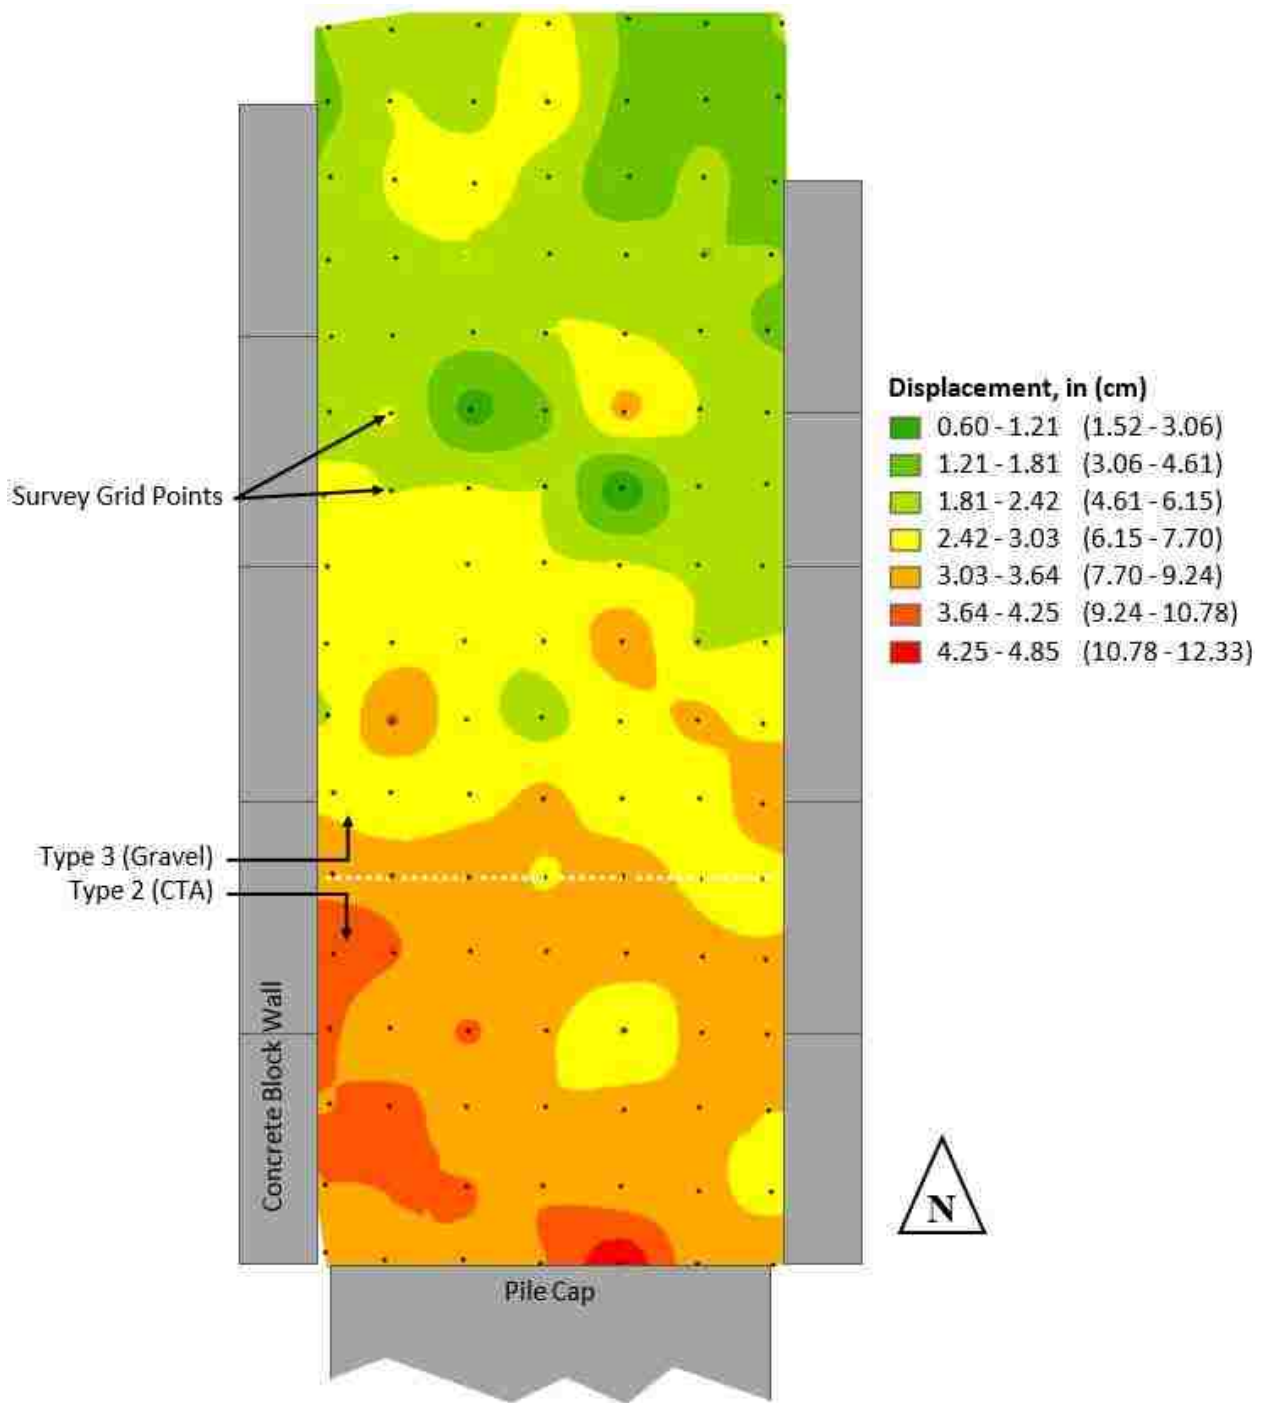 Displacement, in (cm)
0.60 - 1.21 (1.52 - 3.06)
1.21 - 1.81 (3.06 - 4.61)
1.81 - 2.42 (4.61 - 6.15)
2.42 - 3.03 (6.15 - 7.70)
3.03 - 3.64 (7.70 - 9.24)
3.64 - 4.25 (9.24 - 10.78)
4.25 - 4.85 (10.78 - 12.33)
Survey Grid Points
Type 3 (Gravel)
Type 2 (CTA)
Concrete Block Wall
N
Pile Cap